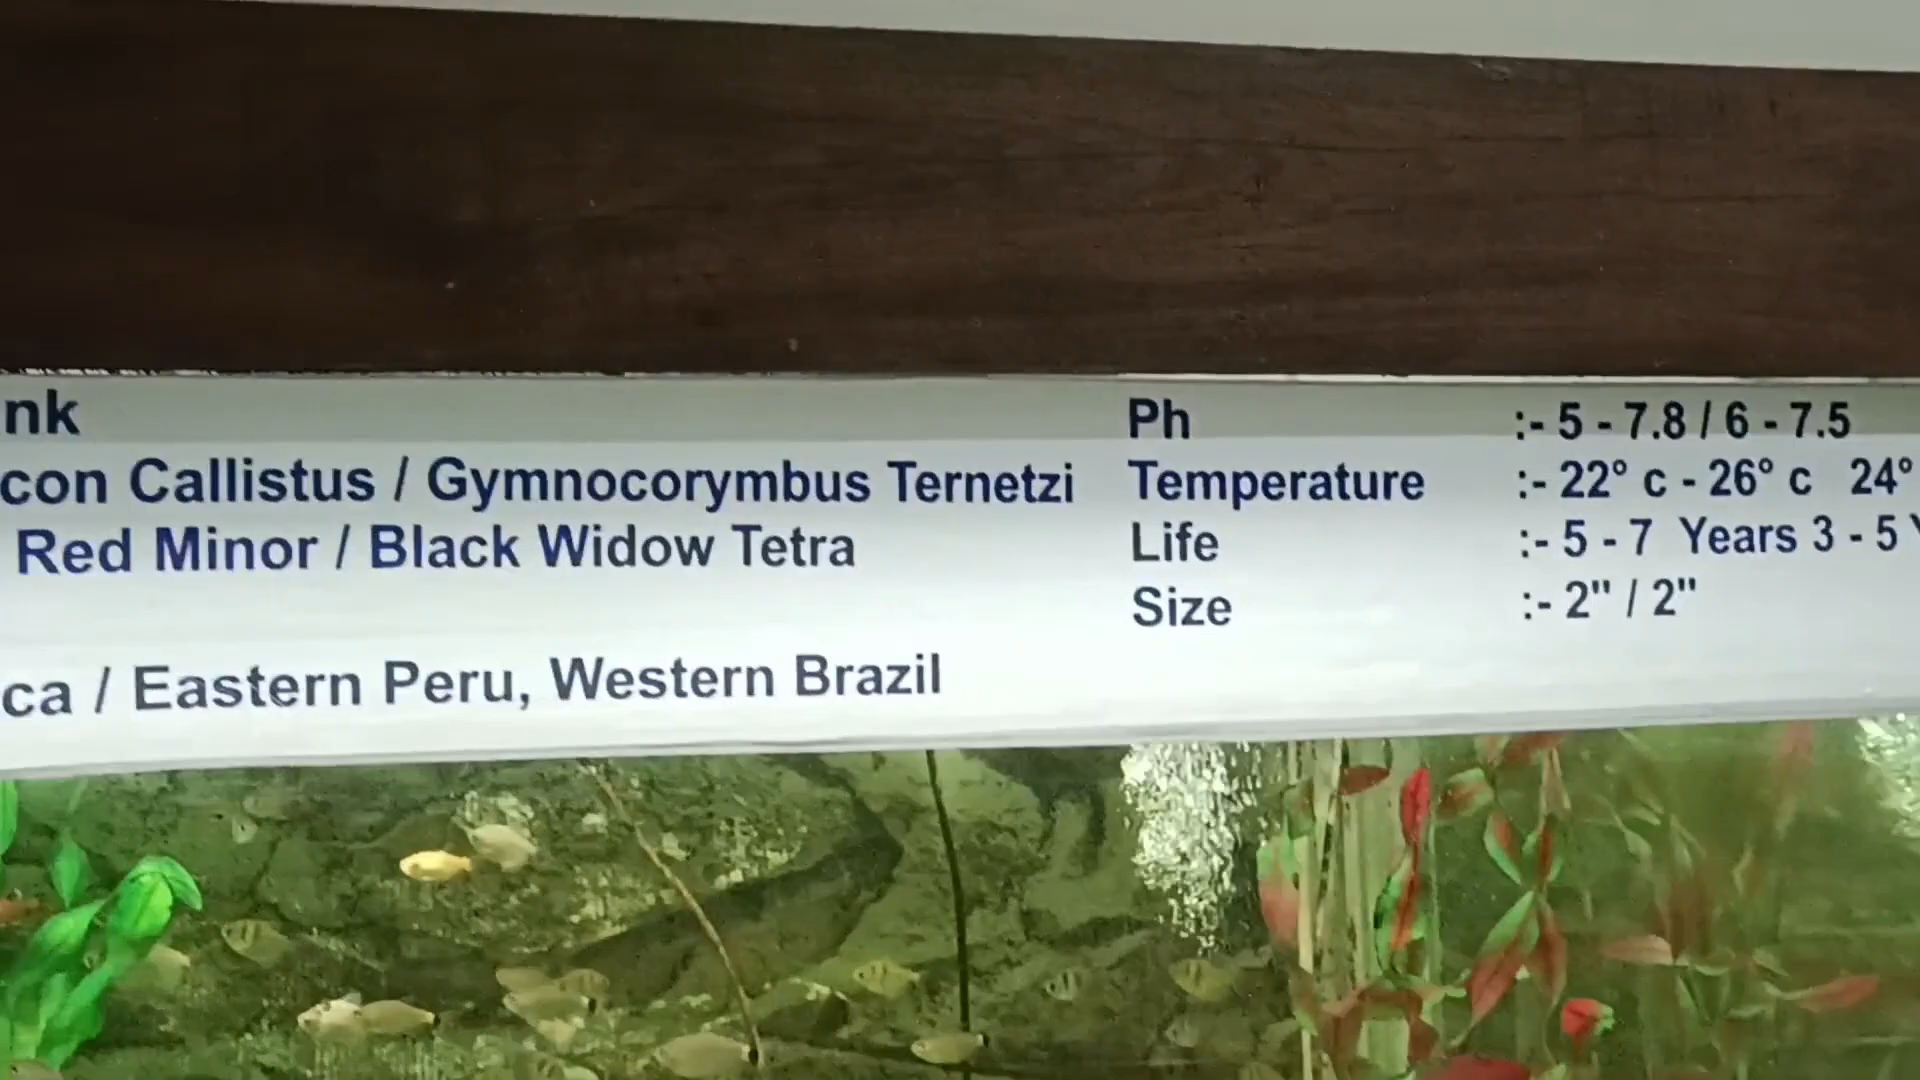 nk
con Callistus / Gymnocorymbus Ternetzi
Red Minor / Black Widow Tetra
ca / Eastern Peru, Western Brazil
Ph :- 5 - 7.8 / 6 - 7.5
Temperature :- 22° c - 26° c 24°
Life :- 5 - 7 Years 3 - 5
Size :- 2" / 2"